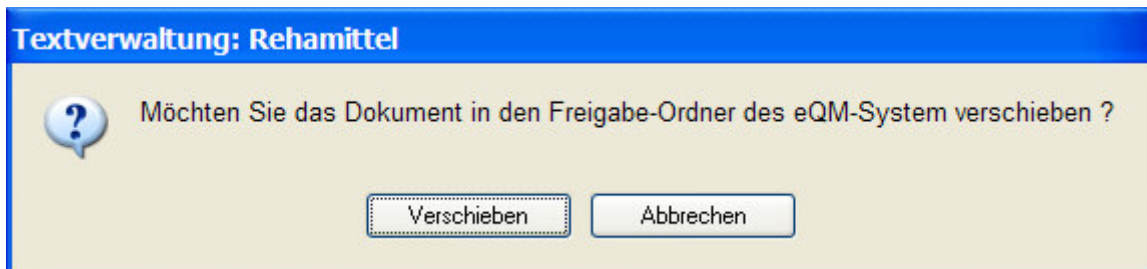 Textverwaltung: Rehamittel
Möchten Sie das Dokument in den Freigabe-Ordner des eQM-System verschieben ?
Verschieben Abbrechen